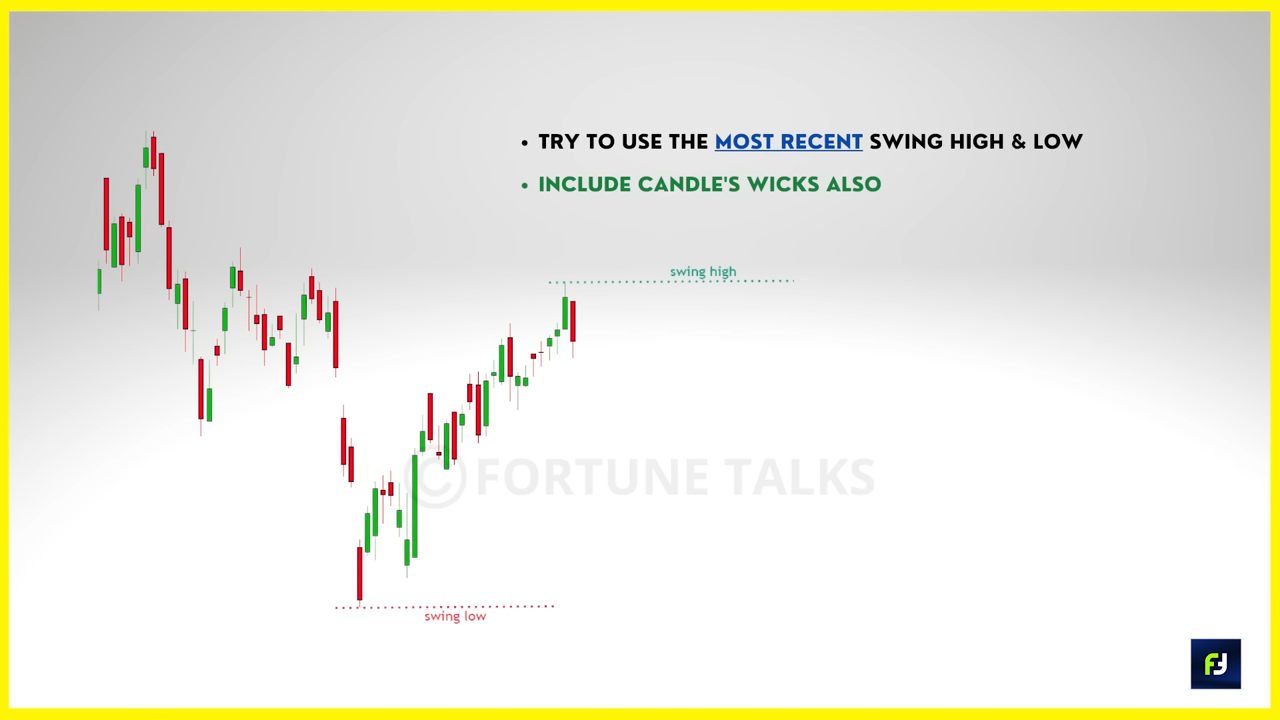 • TRY TO USE THE MOST RECENT SWING HIGH & LOW
• INCLUDE CANDLE'S WICKS ALSO
swing high
© FORTUNE TALKS
swing low